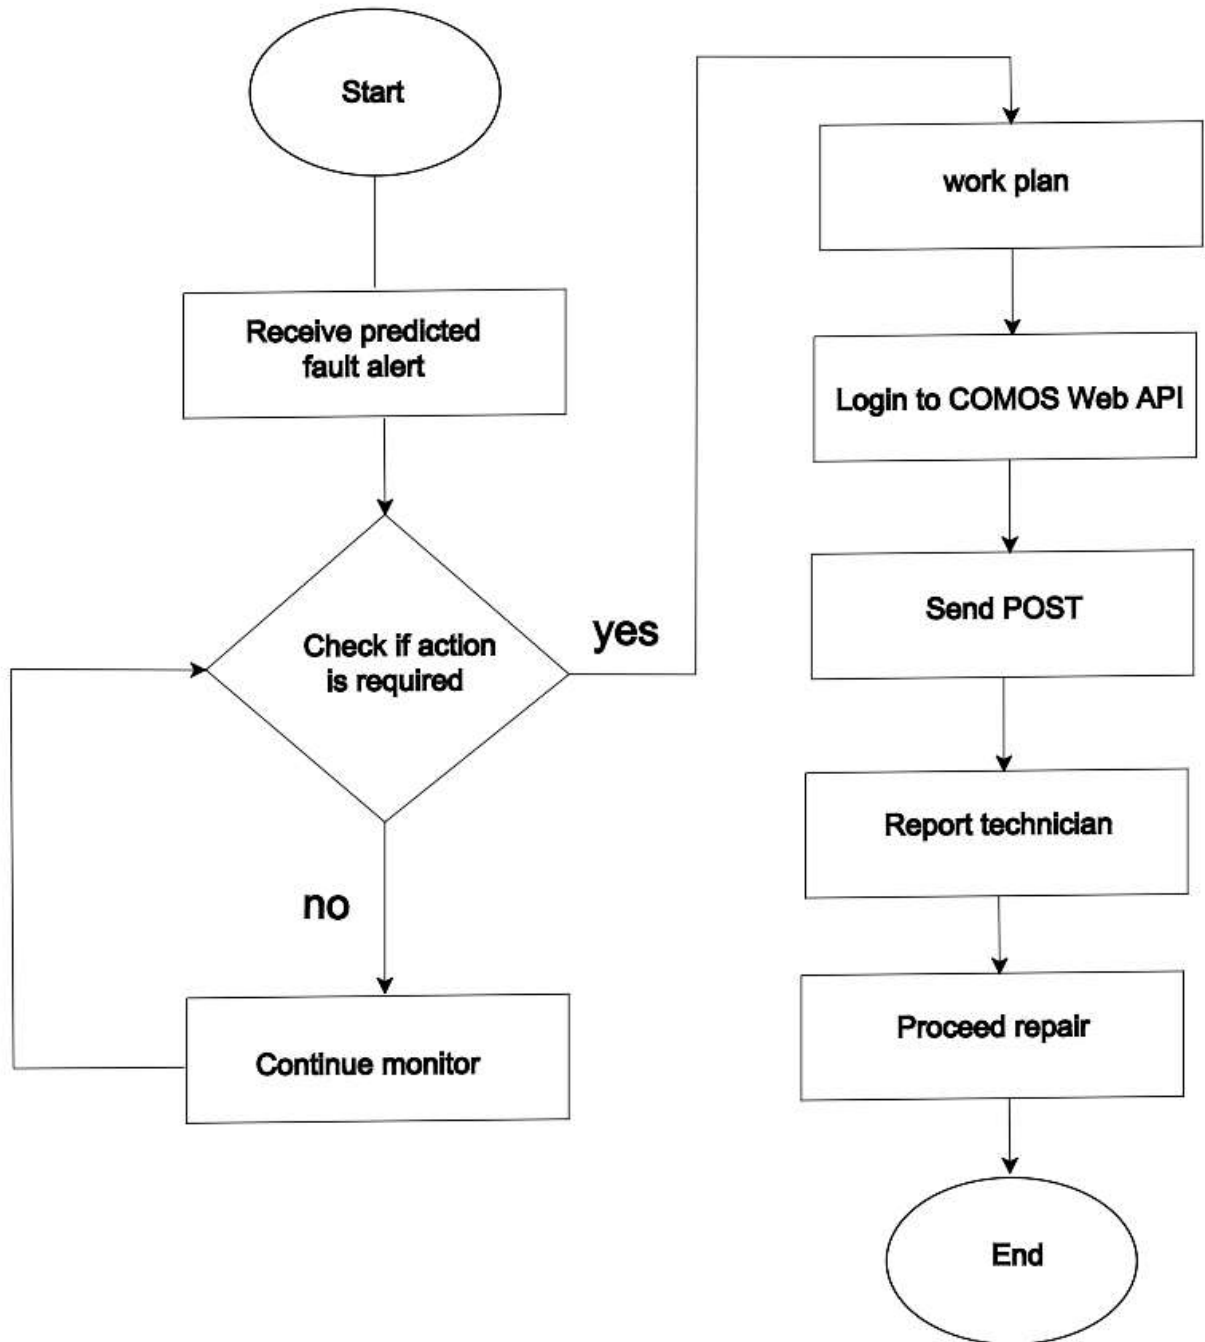 Start
Receive predicted
fault alert
Check if action
is required
yes
no
Continue monitor
work plan
Login to COMOS Web API
Send POST
Report technician
Proceed repair
End